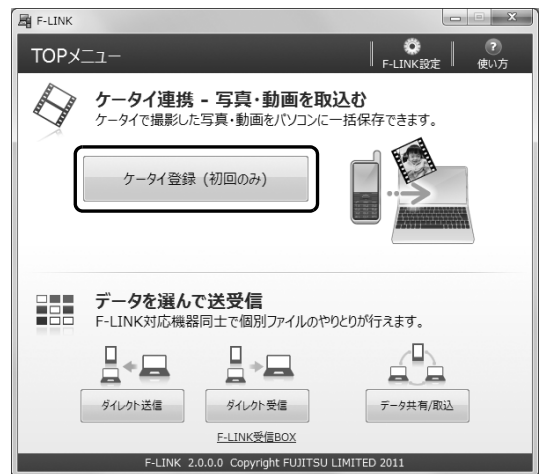 F-LINK
TOPメニュー
F-LINK設定
?
使い方
ケータイ連携 - 写真・動画を取込む
ケータイで撮影した写真・動画をパソコンに一括保存できます。
ケータイ登録 (初回のみ)
データを選んで送受信
F-LINK対応機器同士で個別ファイルのやりとりが行えます。
ダイレクト送信
ダイレクト受信
データ共有/取込
F-LINK受信BOX
F-LINK 2.0.0.0 Copyright FUJITSU LIMITED 2011